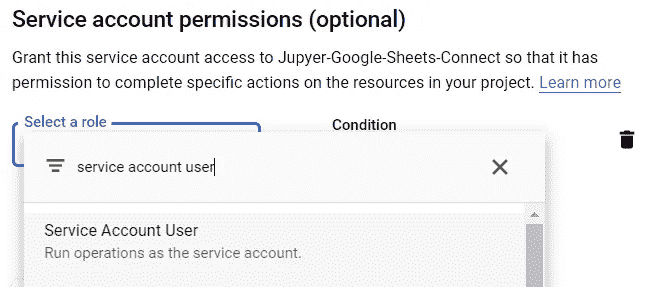 Service account permissions (optional)
Grant this service account access to Jupyer-Google-Sheets-Connect so that it has
permission to complete specific actions on the resources in your project. Learn more
Select a role
Condition
service account user
Service Account User
Run operations as the service account.